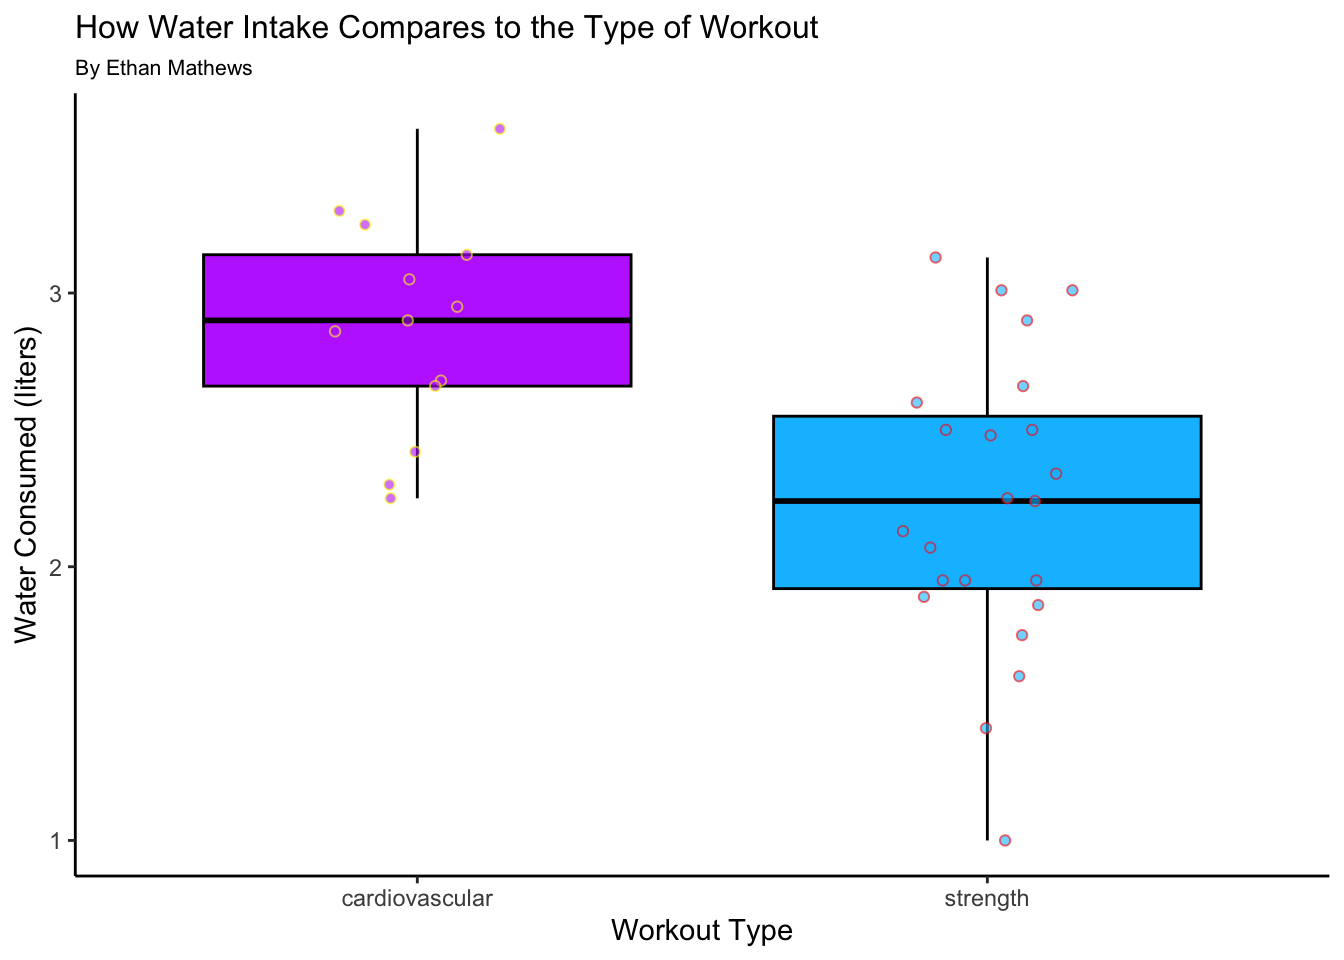 How Water Intake Compares to the Type of Workout
By Ethan Mathews
Water Consumed (liters)
3
2
1
cardiovascular
strength
Workout Type